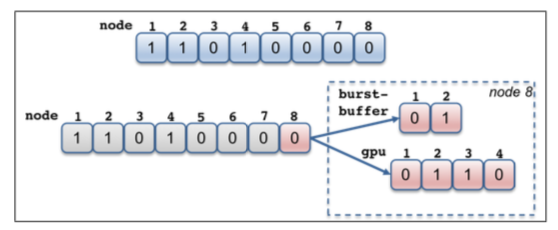 node 1 2 3 4 5 6 7 8
1 1 0 1 0 0 0 0
node 1 2 3 4 5 6 7 8
1 1 0 1 0 0 0 0
burst-
buffer
1 2
0 1
node 8
gpu 1 2 3 4
0 1 1 0